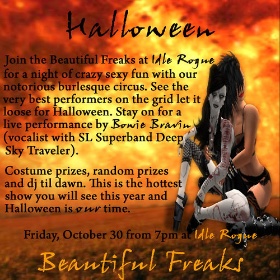 Halloween
Join the Beautiful Freaks at Idle Rogue
for a night of crazy sexy fun with our
notorious burlesque circus. See the
very best performers on the grid let it
loose for Halloween. Stay on for a
live performance by Bowie Bravin
(vocalist with SL Superband Deep
Sky Traveler).
Costume prizes, random prizes
and dj til dawn. This is the hottest
show you will see this year and
Halloween is our time.
Friday, October 30 from 7pm at Idle Rogue
Beautiful Freaks